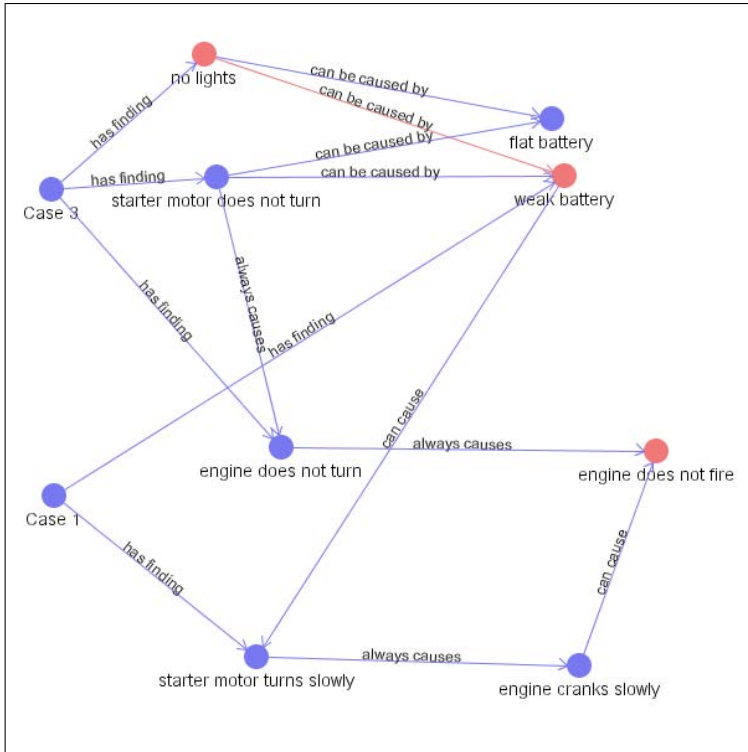 no lights
can be caused by
can be caused by
has finding
flat battery
can be caused by
has finding
can be caused by
Case 3
starter motor does not turn
weak battery
always causes
has finding
has finding
can cause
engine does not turn
always causes
engine does not fire
Case 1
has finding
can cause
starter motor turns slowly
always causes
engine cranks slowly